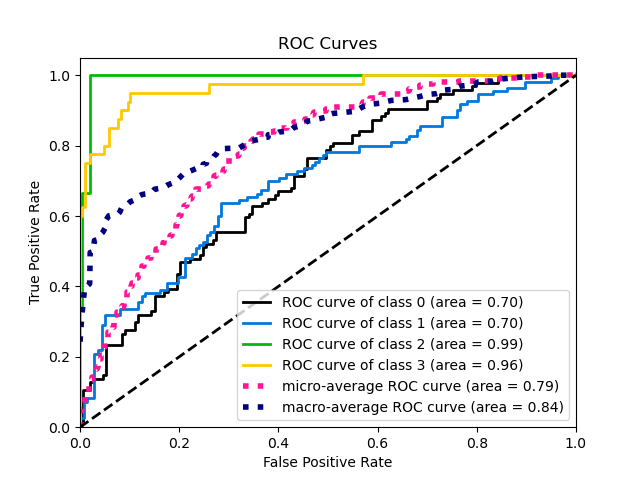 ROC Curves
True Positive Rate
1.0
0.8
0.6
0.4
0.2
0.0
ROC curve of class 0 (area = 0.70)
ROC curve of class 1 (area = 0.70)
ROC curve of class 2 (area = 0.99)
ROC curve of class 3 (area = 0.96)
micro-average ROC curve (area = 0.79)
macro-average ROC curve (area = 0.84)
0.0 0.2 0.4 0.6 0.8 1.0
False Positive Rate